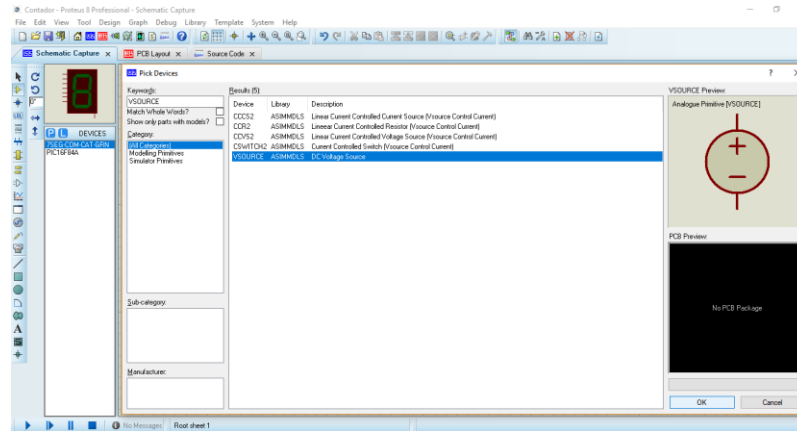 Contador - Proteus 8 Professional - Schematic Capture
File Edit View Tool Design Graph Debug Library Template System Help
Schematic Capture x PCB Layout x Source Code x
Pick Devices ?
Keywords:
VSOURCE
Match Whole Words?
Show only parts with models?
Category:
(All Categories)
Modelling Primitives
Simulator Primitives
Sub-category:
Manufacturer:
Results (5):
Device Library Description
CCCS2 ASIMMDLS Linear Current Controlled Current Source (Vsource Control Current)
CCR2 ASIMMDLS Lineear Current Controlled Resistor (Vsource Control Current)
CCVS2 ASIMMDLS Linear Current Controlled Voltage Source (Vsource Control Current)
CSWITCH2 ASIMMDLS Current Controlled Switch (Vsource Control Current)
VSOURCE ASIMMDLS DC Voltage Source
VSOURCE Preview:
Analogue Primitive [VSOURCE]
PCB Preview:
No PCB Package
OK Cancel
0°
P L DEVICES
7SEG-COM-CAT-GRN
PIC16F84A
No Messages Root sheet 1